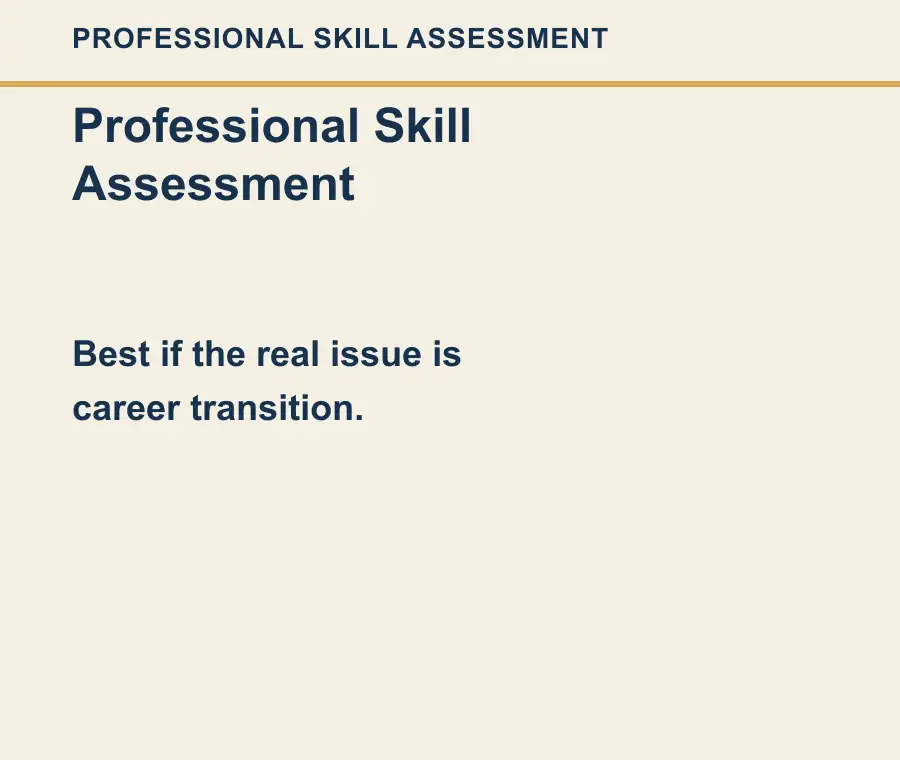 PROFESSIONAL SKILL ASSESSMENT
Professional Skill
Assessment
Best if the real issue is
career transition.